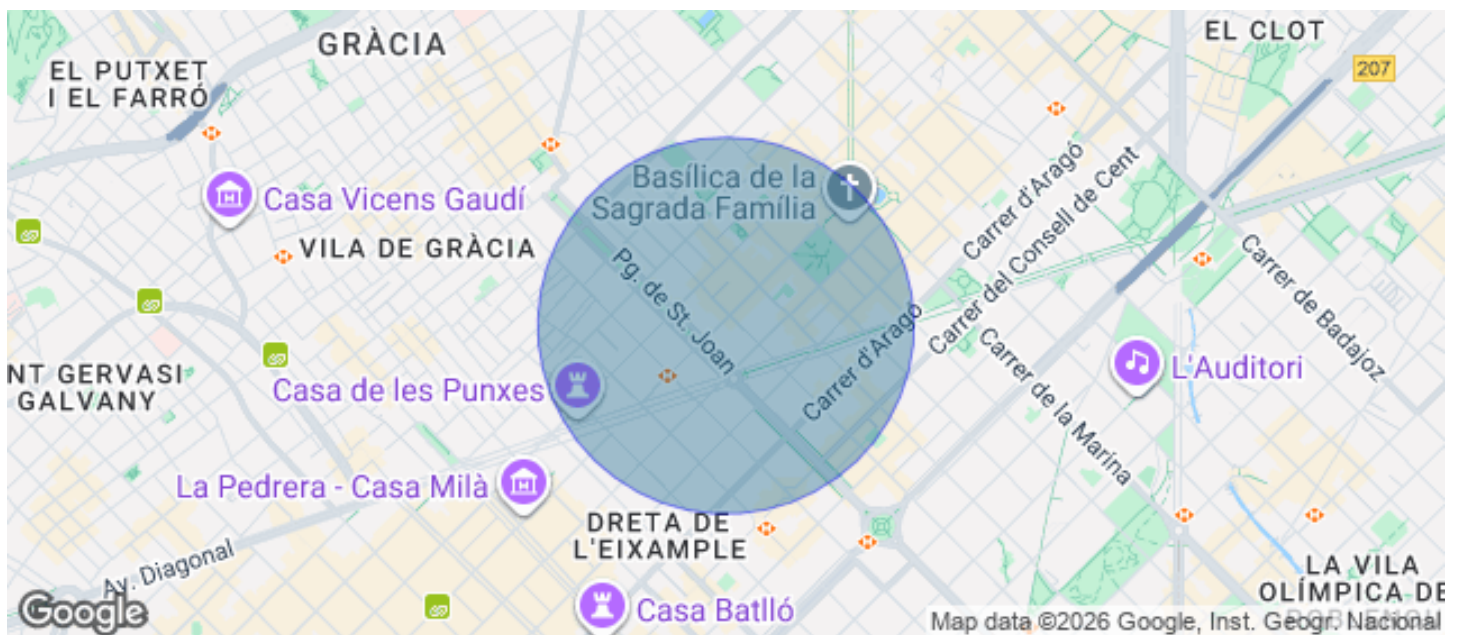 GRÀCIA
EL CLOT
EL PUTXET
I EL FARRÓ
207
Basílica de la
Sagrada Família
Casa Vicens Gaudí
VILA DE GRÀCIA
Carrer d'Aragó
Carrer del Consell de Cent
Pg. de St. Joan
Carrer de Badajoz
NT GERVASI
GALVANY
Casa de les Punxes
Carrer d'Aragó
Carrer de la Marina
L'Auditori
La Pedrera - Casa Milà
DRETA DE
L'EIXAMPLE
Av. Diagonal
LA VILA
OLÍMPICA DE
Casa Batlló
Google
Map data ©2026 Google, Inst. Geogr. Nacional